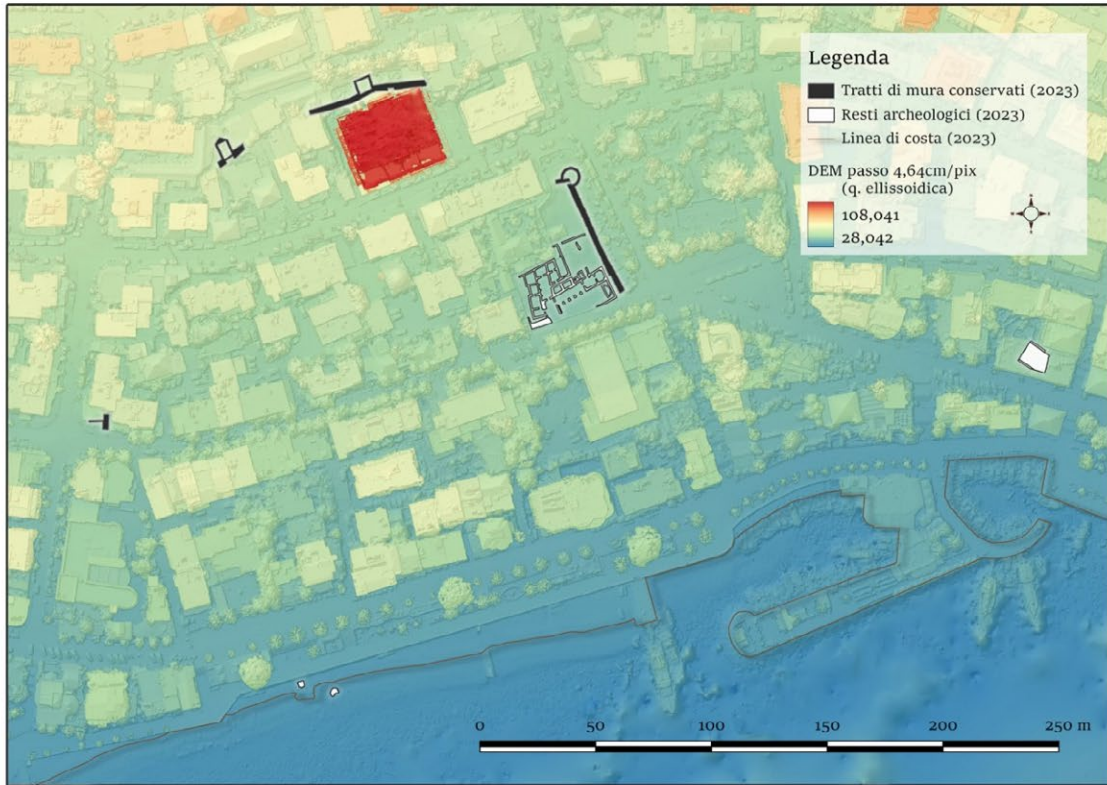 Legenda
Tratti di mura conservati (2023)
Resti archeologici (2023)
Linea di costa (2023)
DEM passo 4,64cm/pix
(q. ellissoidica)
108,041
28,042
0 50 100 150 200 250 m